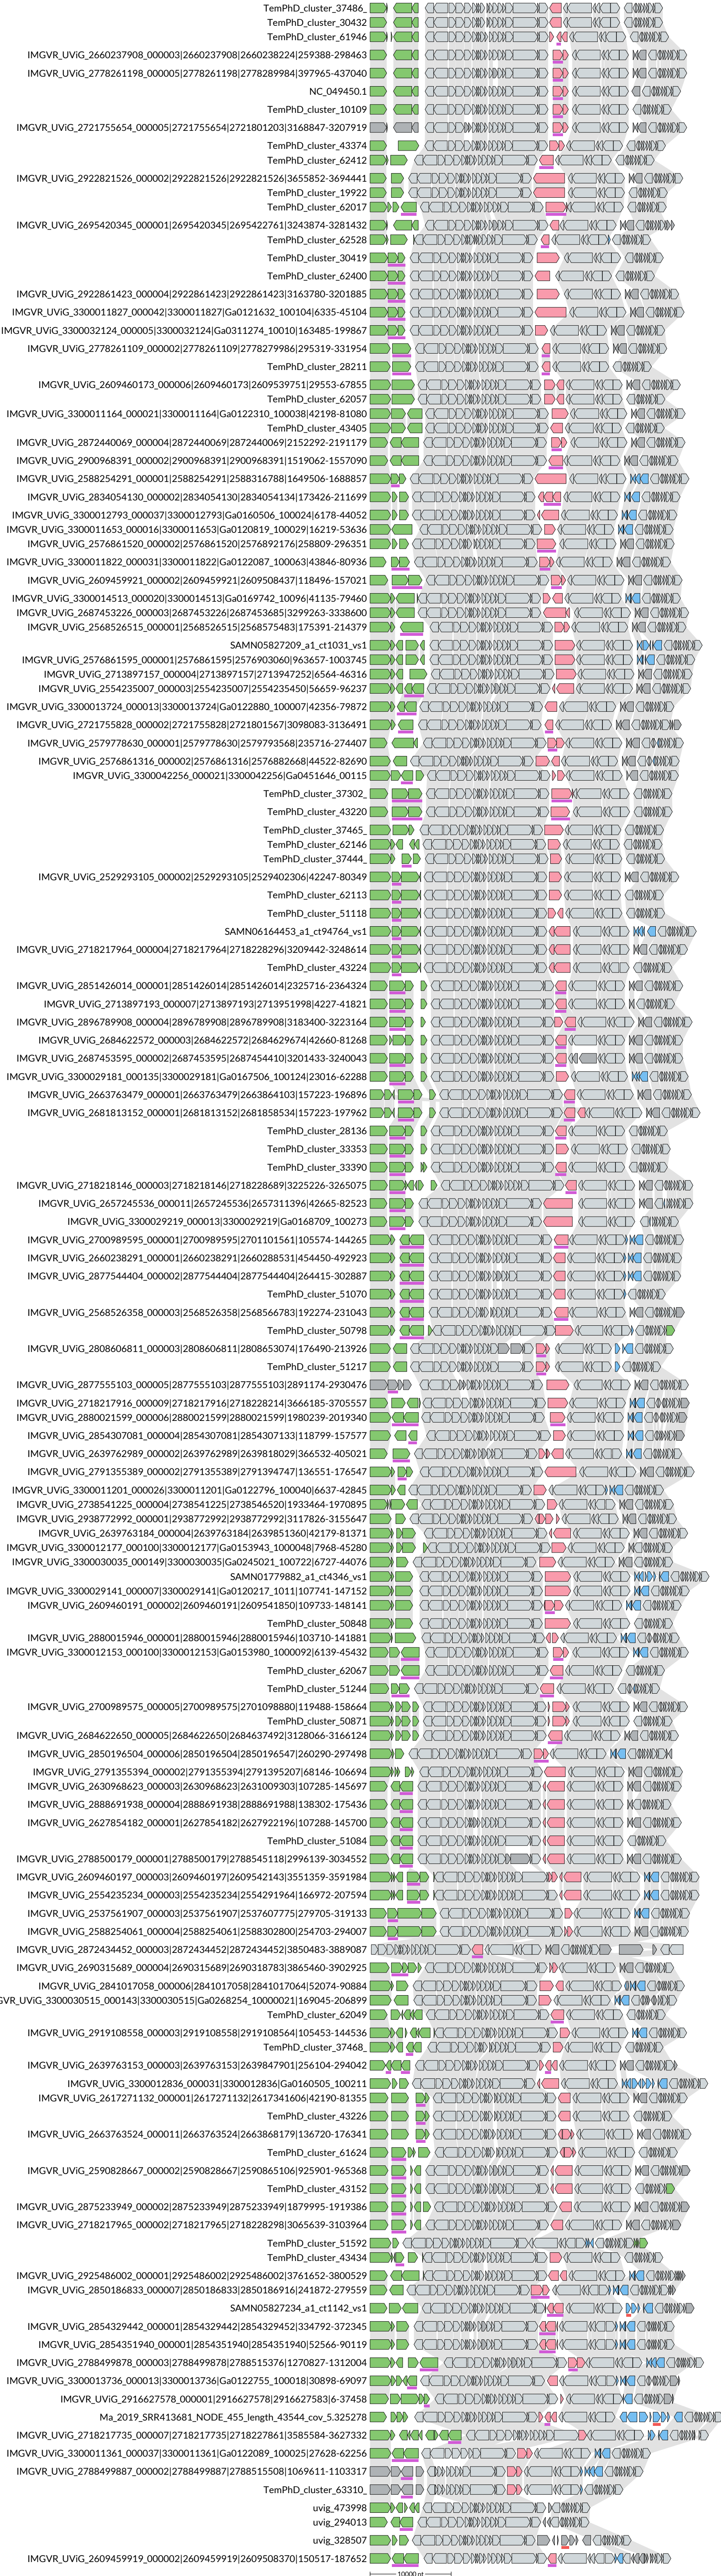 TemPhD_cluster_37486_
TemPhD_cluster_30432
TemPhD_cluster_61946
IMGVR_UViG_2660237908_000003|2660237908|2660238224|259388-298463
IMGVR_UViG_2778261198_000005|2778261198|2778289984|397965-437040
NC_049450.1
TemPhD_cluster_10109
IMGVR_UViG_2721755654_000005|2721755654|2721801203|3168847-3207919
TemPhD_cluster_43374
TemPhD_cluster_62412
IMGVR_UViG_2922821526_000002|2922821526|2922821526|3655852-3694441
TemPhD_cluster_19922
TemPhD_cluster_62017
IMGVR_UViG_2695420345_000001|2695420345|2695422761|3243874-3281432
TemPhD_cluster_62528
TemPhD_cluster_30419
TemPhD_cluster_62400
IMGVR_UViG_2922861423_000004|2922861423|2922861423|3163780-3201885
IMGVR_UViG_3300011827_000042|3300011827|Ga0121632_100104|6335-45104
IMGVR_UViG_3300032124_000005|3300032124|Ga0311274_10010|163485-199867
IMGVR_UViG_2778261109_000002|2778261109|2778279986|295319-331954
TemPhD_cluster_28211
IMGVR_UViG_2609460173_000006|2609460173|2609539751|29553-67855
TemPhD_cluster_62057
IMGVR_UViG_3300011164_000021|3300011164|Ga0122310_100038|42198-81080
TemPhD_cluster_43405
IMGVR_UViG_2872440069_000004|2872440069|2872440069|2152292-2191179
IMGVR_UViG_2900968391_000002|2900968391|2900968391|1519062-1557090
IMGVR_UViG_2588254291_000001|2588254291|2588316788|1649936-1688857
IMGVR_UViG_2834054130_000002|2834054130|2834054134|173426-211699
IMGVR_UViG_3300012793_000037|3300012793|Ga0160506_100024|6178-44052
IMGVR_UViG_3300011653_000016|3300011653|Ga0120819_102029|16219-53636
IMGVR_UViG_2576861520_000002|2576861520|2576892176|258809-296351
IMGVR_UViG_3300011822_000031|3300011822|Ga0122087_101063|43846-80936
IMGVR_UViG_2609459921_000002|2609459921|2609508467|118496-157021
IMGVR_UViG_3300014513_000020|3300014513|Ga0169742_10096|41135-79460
IMGVR_UViG_2687453226_000003|2687453226|2687453685|3299263-3338600
IMGVR_UViG_2568526515_000001|2568526515|2568575483|175391-214379
SAMN05827209_a1_ct1031_vs1
IMGVR_UViG_2576861595_000001|2576861595|2576903060|963967-1003745
IMGVR_UViG_2713897157_000004|2713897157|2713947252|6564-46316
IMGVR_UViG_2554235007_000003|2554235007|2554235450|56639-96237
IMGVR_UViG_3300013724_000013|3300013724|Ga0122880_100007|42356-79872
IMGVR_UViG_2721755828_000002|2721755828|2721801567|3098083-3136491
IMGVR_UViG_2579778630_000001|2579778630|2579793538|235716-274407
IMGVR_UViG_2576861316_000002|2576861316|2576882668|44522-82690
IMGVR_UViG_3300042256_000021|3300042256|Ga0451646_00115
TemPhD_cluster_37302_
TemPhD_cluster_43220
TemPhD_cluster_37465_
TemPhD_cluster_62146
TemPhD_cluster_37444_
IMGVR_UViG_2529293105_000002|2529293105|2529402306|42247-80349
TemPhD_cluster_62113
TemPhD_cluster_51118
SAMN06164453_a1_ct94764_vs1
IMGVR_UViG_2718217964_000004|2718217964|2718228296|3209442-3248614
TemPhD_cluster_43224
IMGVR_UViG_2851426014_000001|2851426014|2851426014|2325716-2364324
IMGVR_UViG_2713897193_000007|2713897193|2713951998|4227-41821
IMGVR_UViG_2896789908_000004|2896789908|2896789908|3163400-3223164
IMGVR_UViG_2684622572_000003|2684622572|2684629674|42660-81268
IMGVR_UViG_2687453595_000002|2687453595|2687454410|3201433-3240043
IMGVR_UViG_3300029181_000135|3300029181|Ga0167506_100141|23016-62288
IMGVR_UViG_2663763479_000001|2663763479|2663864103|157223-196896
IMGVR_UViG_2681813152_000001|2681813152|2681858534|157223-197962
TemPhD_cluster_28136
TemPhD_cluster_33353
TemPhD_cluster_33390
IMGVR_UViG_2718218146_000003|2718218146|2718228689|3225226-3265075
IMGVR_UViG_2657245536_000011|2657245536|2657311396|42665-82523
IMGVR_UViG_3300029219_000013|3300029219|Ga0168709_100273
IMGVR_UViG_2700989595_000001|2700989595|2701101561|105574-144265
IMGVR_UViG_2660238291_000001|2660238291|2660288531|454450-492923
IMGVR_UViG_2877544404_000002|2877544404|2877544404|264415-302887
TemPhD_cluster_51070
IMGVR_UViG_2568526358_000003|2568526358|2568566783|192274-231043
TemPhD_cluster_50798
IMGVR_UViG_2808606811_000003|2808606811|2808653074|176490-213926
TemPhD_cluster_51217
IMGVR_UViG_2877555103_000002|2877555103|2877555103|2891174-2930476
IMGVR_UViG_2718217916_000009|2718217916|2718228214|3666185-3705557
IMGVR_UViG_2880021599_000006|2880021599|2880021599|1980289-2019340
IMGVR_UViG_2854307081_000004|2854307081|2854307135|118799-157577
IMGVR_UViG_2639762989_000002|2639762989|2639818029|366532-405021
IMGVR_UViG_2791355389_000002|2791355389|2791394747|136351-176547
IMGVR_UViG_3300011201_000026|3300011201|Ga0122796_100040|6637-42845
IMGVR_UViG_2738541225_000004|2738541225|2738546520|1933464-1970895
IMGVR_UViG_2938772992_000001|2938772992|2938772992|3117826-3155647
IMGVR_UViG_2639763184_000004|2639763184|2639851360|42179-81371
IMGVR_UViG_3300012177_000100|3300012177|Ga0153943_1000048|7968-45280
IMGVR_UViG_3300030035_000149|3300030035|Ga0245021_100722|6727-44076
SAMN01779882_a1_ct4346_vs1
IMGVR_UViG_3300029141_000007|3300029141|Ga0120217_1011|107741-147152
IMGVR_UViG_2609460191_000002|2609460191|2609541850|109733-148141
TemPhD_cluster_50848
IMGVR_UViG_2880015946_000001|2880015946|2880015946|103710-141881
IMGVR_UViG_3300012153_000100|3300012153|Ga0153980_1000092|6139-45432
TemPhD_cluster_62067
TemPhD_cluster_51244
IMGVR_UViG_2700989575_000005|2700989575|2701098880|119488-158664
TemPhD_cluster_50871
IMGVR_UViG_2684622650_000005|2684622650|2684637492|3128066-3166124
IMGVR_UViG_2850196504_000006|2850196504|2850196547|260290-297498
IMGVR_UViG_2791355394_000002|2791355394|2791397207|68146-106694
IMGVR_UViG_2630968623_000003|2630968623|2631009303|107285-145697
IMGVR_UViG_2888691938_000004|2888691938|2888691988|138302-175436
IMGVR_UViG_2627854182_000001|2627854182|2627922196|107288-145700
TemPhD_cluster_51084
IMGVR_UViG_2788500179_000001|2788500179|2788545118|2996139-3034552
IMGVR_UViG_2609460197_000003|2609460197|2609542143|3551829-3591984
IMGVR_UViG_2554235234_000003|2554235234|2554291964|166972-207594
IMGVR_UViG_2537561907_000003|2537561907|2537607775|279705-319133
IMGVR_UViG_2588254061_000004|2588254061|2588302800|254703-294007
IMGVR_UViG_2872434452_000003|2872434452|2872434452|3850483-3889087
IMGVR_UViG_2690315689_000004|2690315689|2690318783|3865460-3902925
IMGVR_UViG_2841017058_000006|2841017058|2841017064|52074-90884
GVR_UViG_3300030515_000143|3300030515|Ga0268254_10000021|169045-206899
TemPhD_cluster_62049
IMGVR_UViG_2919108558_000003|2919108558|2919108564|105453-144536
TemPhD_cluster_37468_
IMGVR_UViG_2639763153_000003|2639763153|2639847901|256104-294042
IMGVR_UViG_3300012836_000031|3300012836|Ga0160505_100211
IMGVR_UViG_2617271132_000001|2617271132|2617341606|42190-81355
TemPhD_cluster_43226
IMGVR_UViG_2663763524_000011|2663763524|2663868179|136720-176341
TemPhD_cluster_61624
IMGVR_UViG_2590828667_000002|2590828667|2590865106|925901-965368
TemPhD_cluster_43152
IMGVR_UViG_2875233949_000002|2875233949|2875233949|1879995-1919386
IMGVR_UViG_2718217965_000002|2718217965|2718228298|3065639-3103964
TemPhD_cluster_51592
TemPhD_cluster_43434
IMGVR_UViG_2925486002_000001|2925486002|2925486002|3761652-3800529
IMGVR_UViG_2850186833_000007|2850186833|2850186916|241872-279559
SAMN05827234_a1_ct1142_vs1
IMGVR_UViG_2854329442_000001|2854329442|2854329442|334792-372345
IMGVR_UViG_2854351940_000001|2854351940|2854351940|52566-90119
IMGVR_UViG_2788499878_000003|2788499878|2788515376|1270827-1312004
IMGVR_UViG_3300013736_000013|3300013736|Ga0122755_101018|30898-69097
IMGVR_UViG_2916627578_000001|2916627578|2916627583|6-37458
Ma_2019_SRR413681_NODE_455_length_43544_cov_5.325278
IMGVR_UViG_2718217735_000007|2718217735|2718227861|3585584-3627332
IMGVR_UViG_3300011361_000037|3300011361|Ga0122089_100025|27628-62256
IMGVR_UViG_2788499887_000002|2788499887|2788515508|1069611-1103317
TemPhD_cluster_63310_
uvig_473998
uvig_294013
uvig_328507
IMGVR_UViG_2609459919_000002|2609459919|2609508370|150517-187652
10000 nt